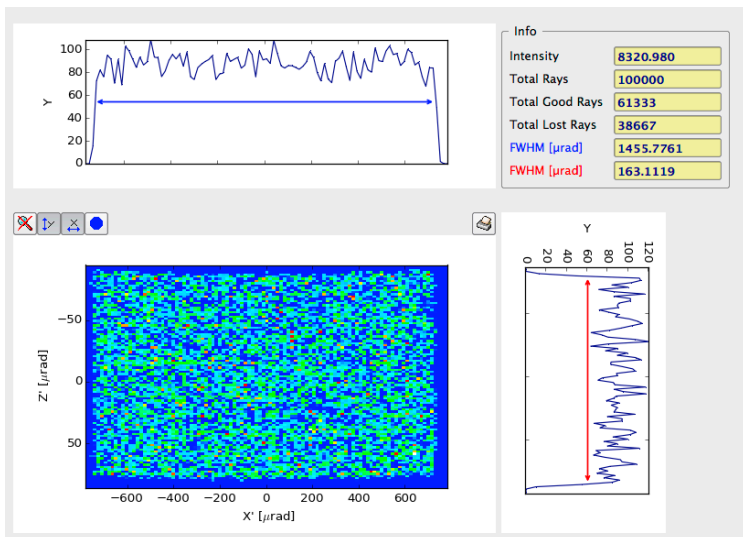 100
80
60
40
20
0
Y
Info
Intensity 8320.980
Total Rays 100000
Total Good Rays 61333
Total Lost Rays 38667
FWHM [μrad] 1455.7761
FWHM [μrad] 163.1119
Y
X
Y
0 20 40 60 80 100 120
−50
0
50
Z' [μrad]
−600 −400 −200 0 200 400 600
X' [μrad]